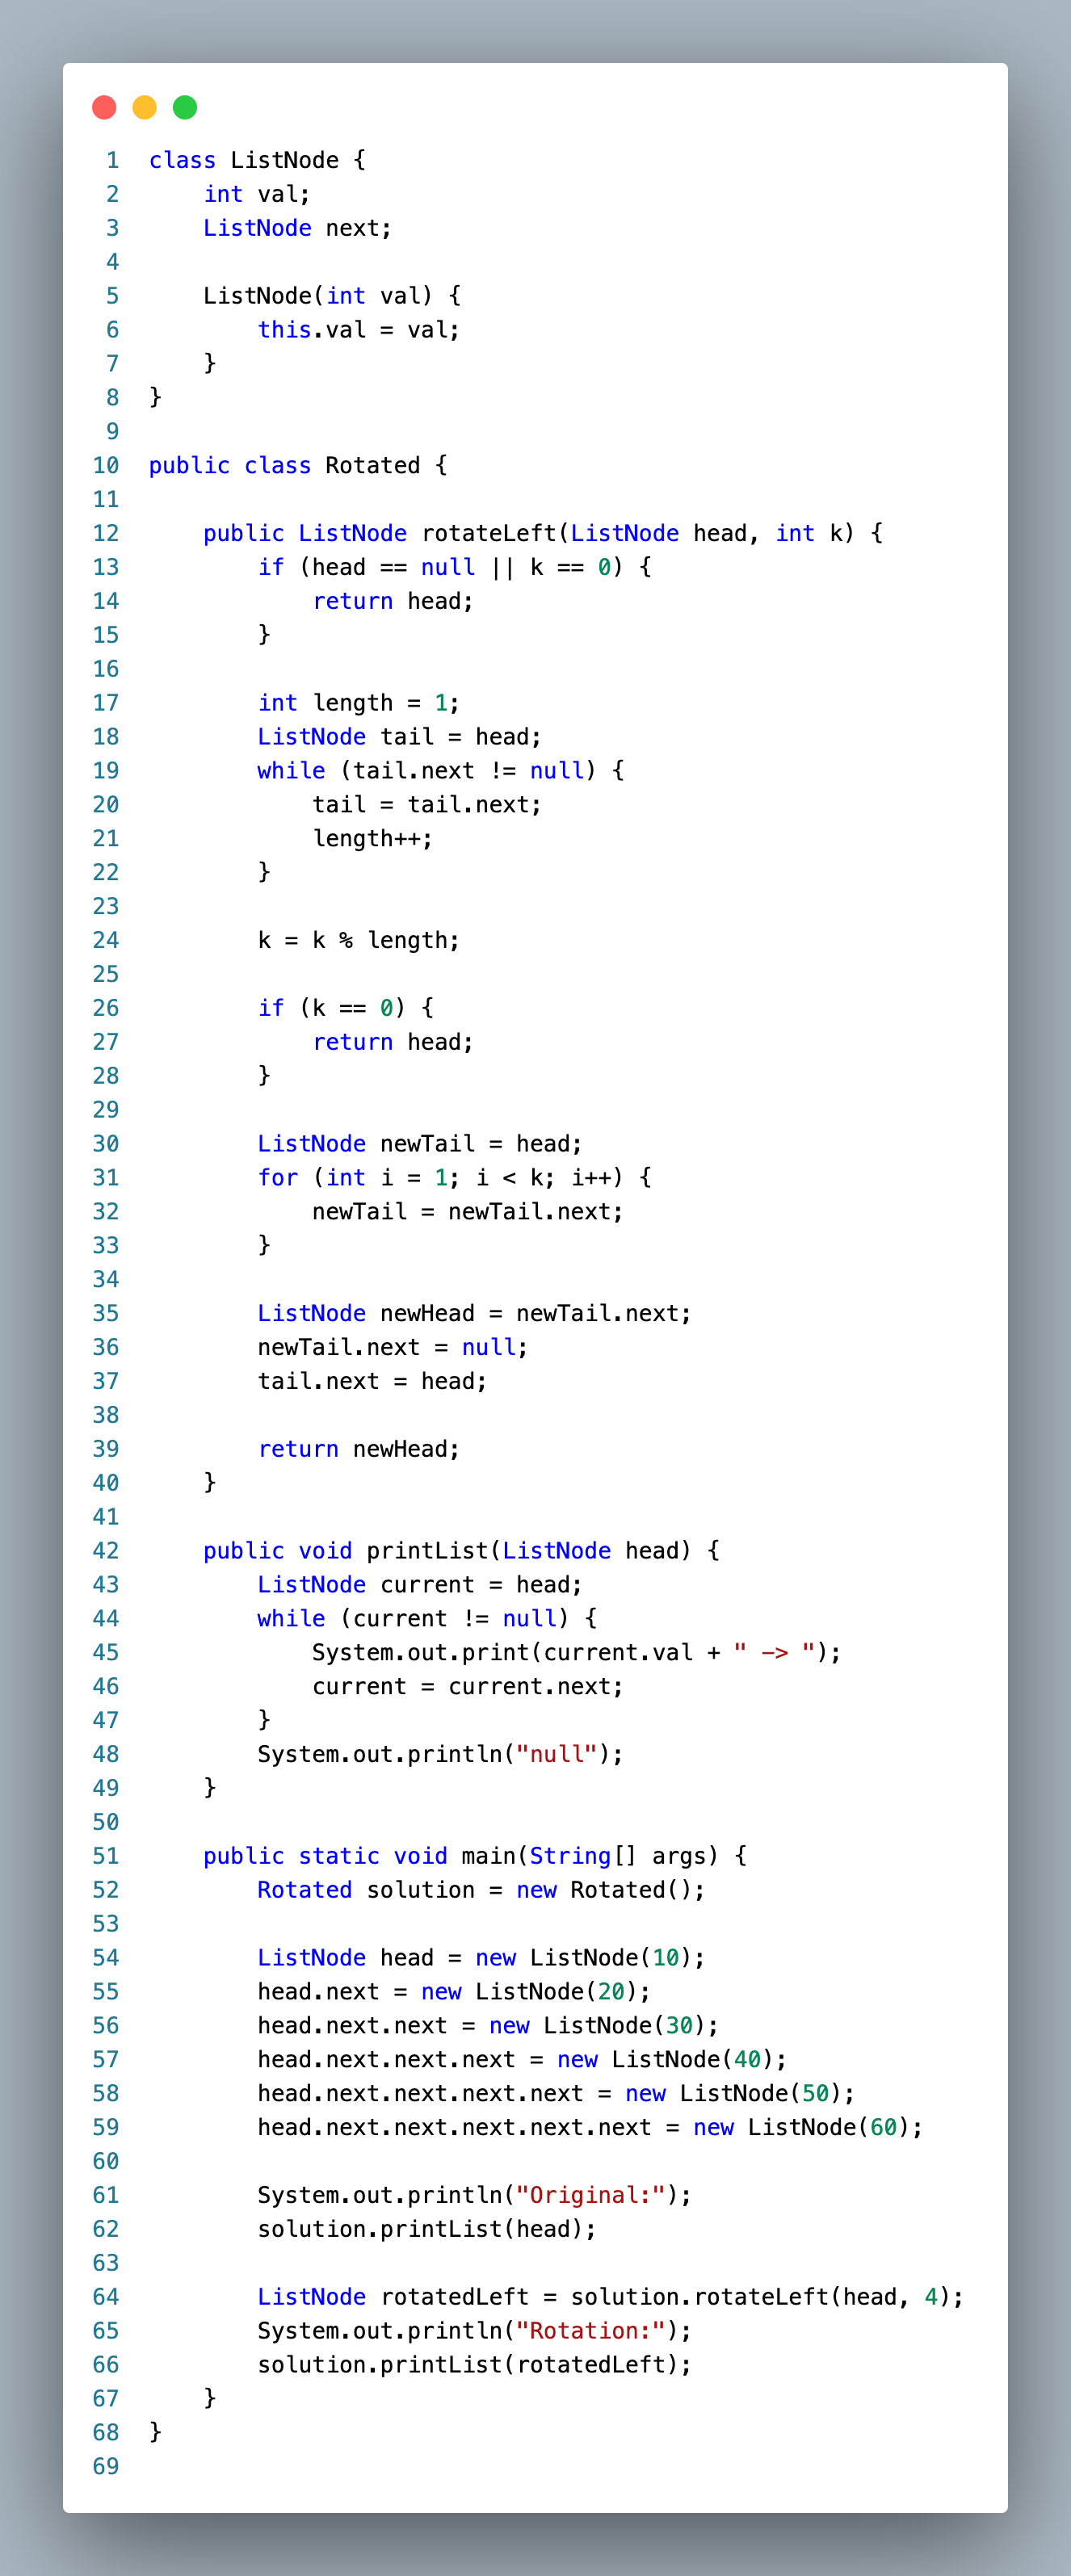 1 class ListNode {
2     int val;
3     ListNode next;
4
5     ListNode(int val) {
6         this.val = val;
7     }
8 }
9
10 public class Rotated {
11
12     public ListNode rotateLeft(ListNode head, int k) {
13         if (head == null || k == 0) {
14             return head;
15         }
16
17         int length = 1;
18         ListNode tail = head;
19         while (tail.next != null) {
20             tail = tail.next;
21             length++;
22         }
23
24         k = k % length;
25
26         if (k == 0) {
27             return head;
28         }
29
30         ListNode newTail = head;
31         for (int i = 1; i < k; i++) {
32             newTail = newTail.next;
33         }
34
35         ListNode newHead = newTail.next;
36         newTail.next = null;
37         tail.next = head;
38
39         return newHead;
40     }
41
42     public void printList(ListNode head) {
43         ListNode current = head;
44         while (current != null) {
45             System.out.print(current.val + " -> ");
46             current = current.next;
47         }
48         System.out.println("null");
49     }
50
51     public static void main(String[] args) {
52         Rotated solution = new Rotated();
53
54         ListNode head = new ListNode(10);
55         head.next = new ListNode(20);
56         head.next.next = new ListNode(30);
57         head.next.next.next = new ListNode(40);
58         head.next.next.next.next = new ListNode(50);
59         head.next.next.next.next.next = new ListNode(60);
60
61         System.out.println("Original:");
62         solution.printList(head);
63
64         ListNode rotatedLeft = solution.rotateLeft(head, 4);
65         System.out.println("Rotation:");
66         solution.printList(rotatedLeft);
67     }
68 }
69